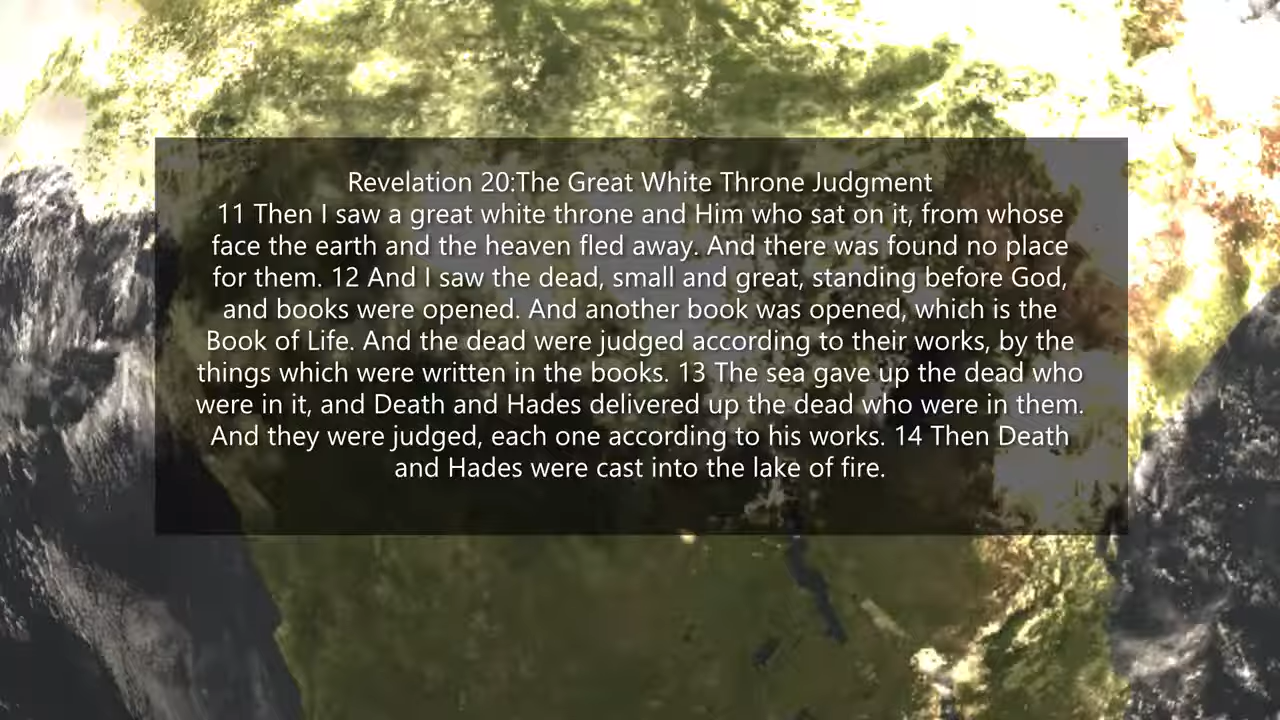 Revelation 20:The Great White Throne Judgment
11 Then I saw a great white throne and Him who sat on it, from whose
face the earth and the heaven fled away. And there was found no place
for them. 12 And I saw the dead, small and great, standing before God,
and books were opened. And another book was opened, which is the
Book of Life. And the dead were judged according to their works, by the
things which were written in the books. 13 The sea gave up the dead who
were in it, and Death and Hades delivered up the dead who were in them.
And they were judged, each one according to his works. 14 Then Death
and Hades were cast into the lake of fire.